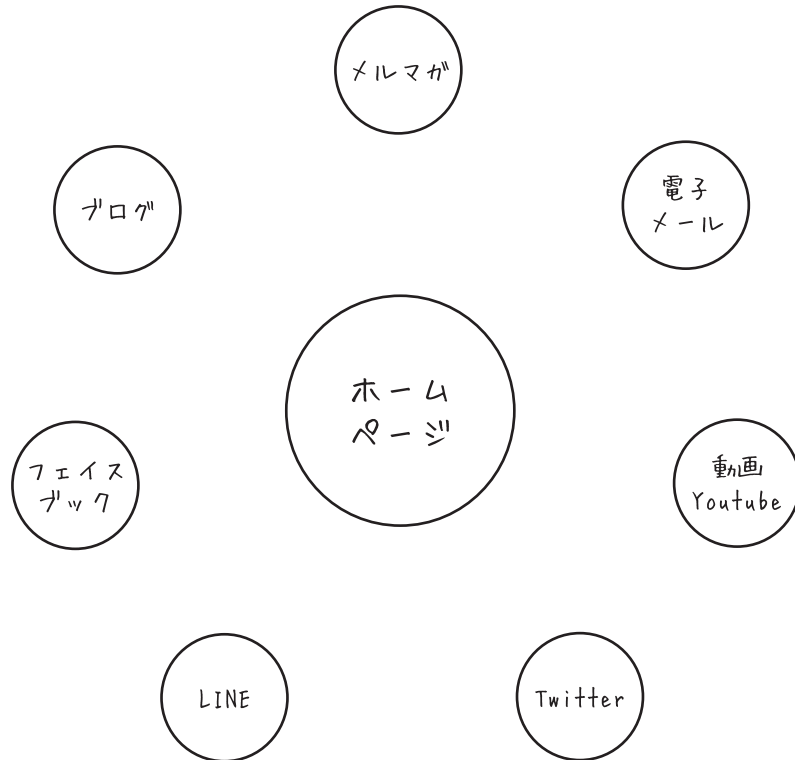 メルマガ
ブログ
電子
メール
ホーム
ページ
フェイス
ブック
動画
Youtube
LINE
Twitter